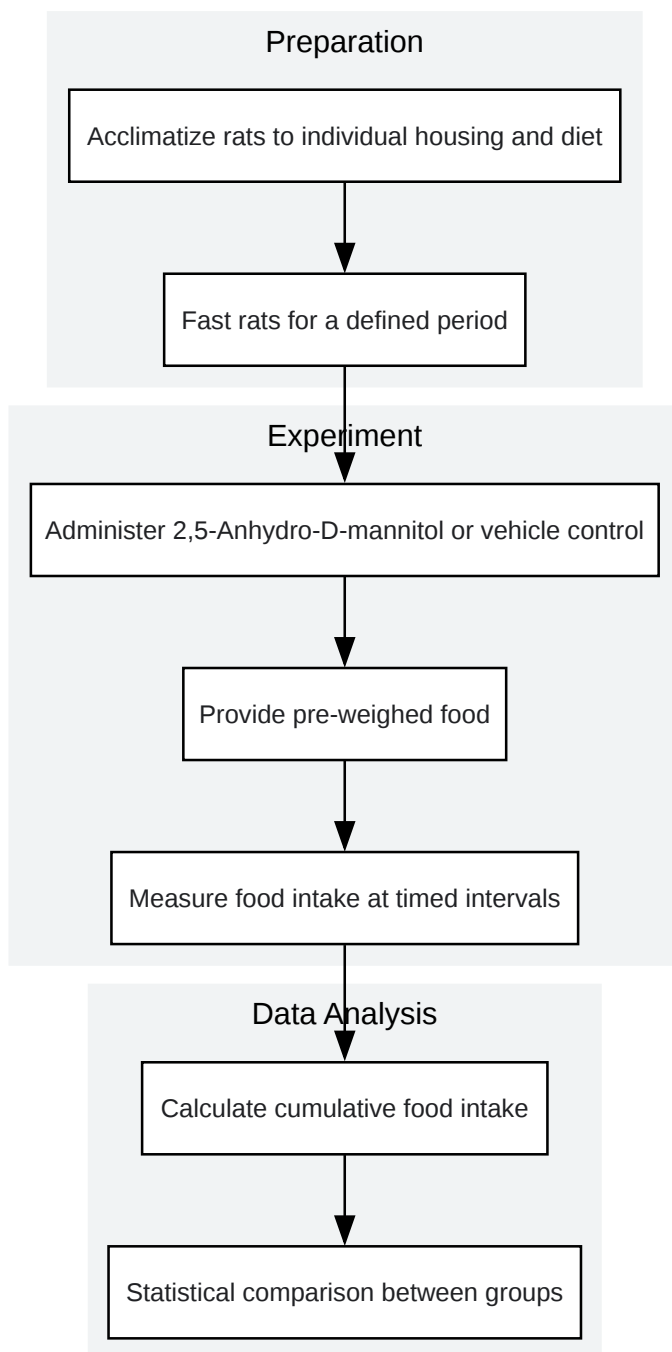 Preparation
Acclimatize rats to individual housing and diet
Fast rats for a defined period
Experiment
Administer 2,5-Anhydro-D-mannitol or vehicle control
Provide pre-weighed food
Measure food intake at timed intervals
Data Analysis
Calculate cumulative food intake
Statistical comparison between groups